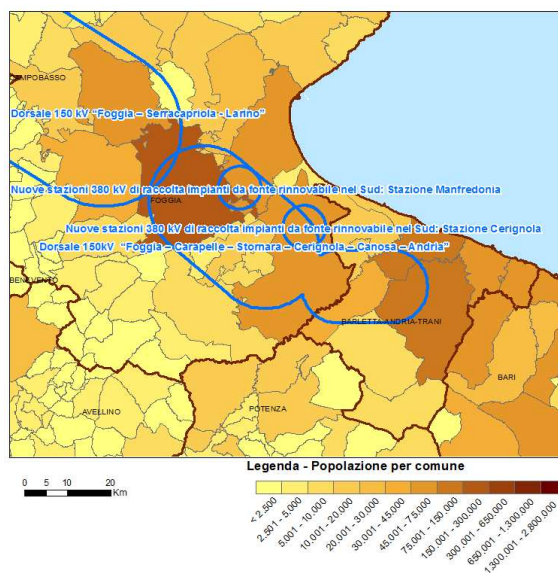 MPOBASSO
Dorsale 150 kV "Foggia – Serracapriola - Larino"
Nuove stazioni 380 kV di raccolta impianti da fonte rinnovabile nel Sud: Stazione Manfredonia
FOGGIA
Nuove stazioni 380 kV di raccolta impianti da fonte rinnovabile nel Sud: Stazione Cerignola
Dorsale 150kV "Foggia – Carapelle – Stornara – Cerignola – Canosa – Andria"
BENEVENTO
BARLETTA-ANDRIA-TRANI
BARI
AVELLINO
POTENZA
Legenda - Popolazione per comune
0 5 10 20
Km
< 2.500
2.501 - 5.000
5.001 - 10.000
10.001 - 20.000
20.001 - 30.000
30.001 - 45.000
45.001 - 75.000
75.001 - 150.000
150.001 - 300.000
300.001 - 650.000
650.001 - 1.300.000
1.300.001 - 2.800.000